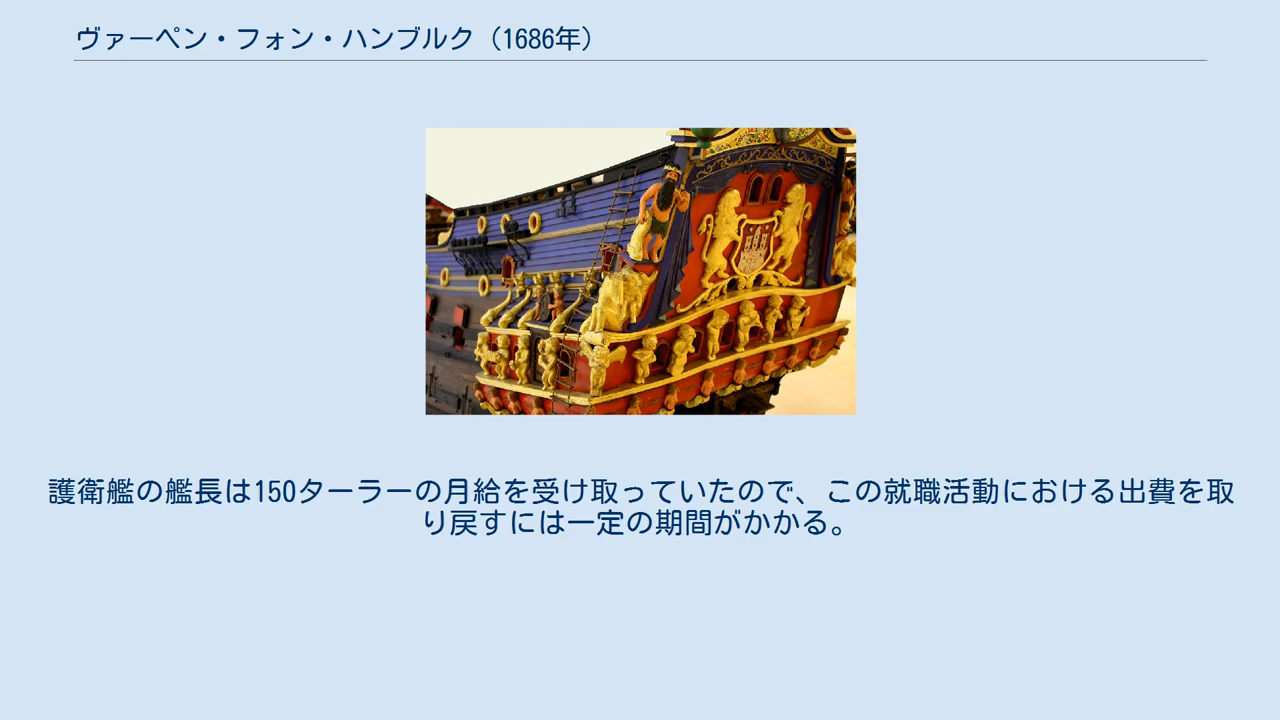 ヴァーペン・フォン・ハンブルク（1686年）
護衛艦の艦長は150ターラーの月給を受け取っていたので、この就職活動における出費を取
り戻すには一定の期間がかかる。